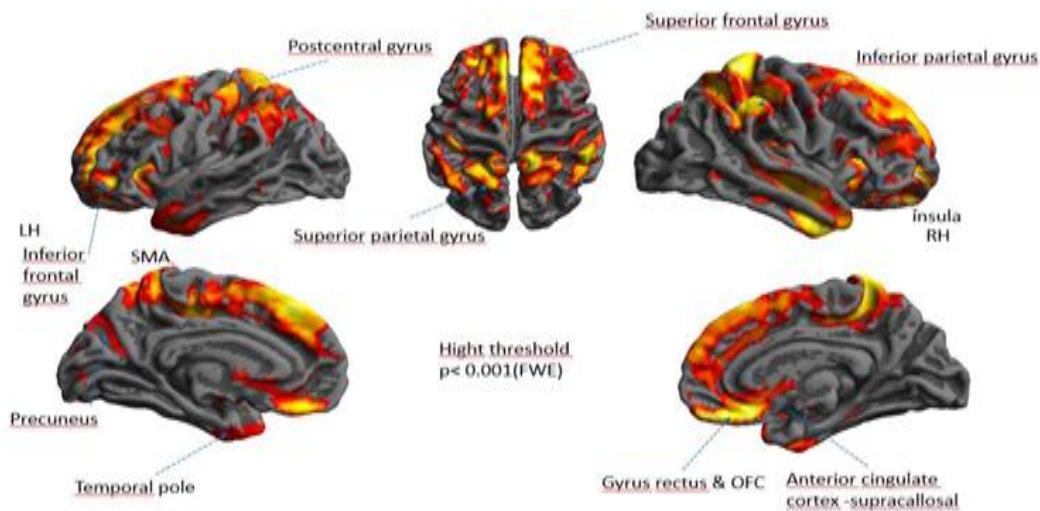 Superior frontal gyrus
Postcentral gyrus
Inferior parietal gyrus
LH
Inferior
frontal
gyrus
SMA
Superior parietal gyrus
insula
RH
Hight threshold
p< 0.001(FWE)
Precuneus
Temporal pole
Gyrus rectus & OFC
Anterior cingulate
cortex -supracallosal